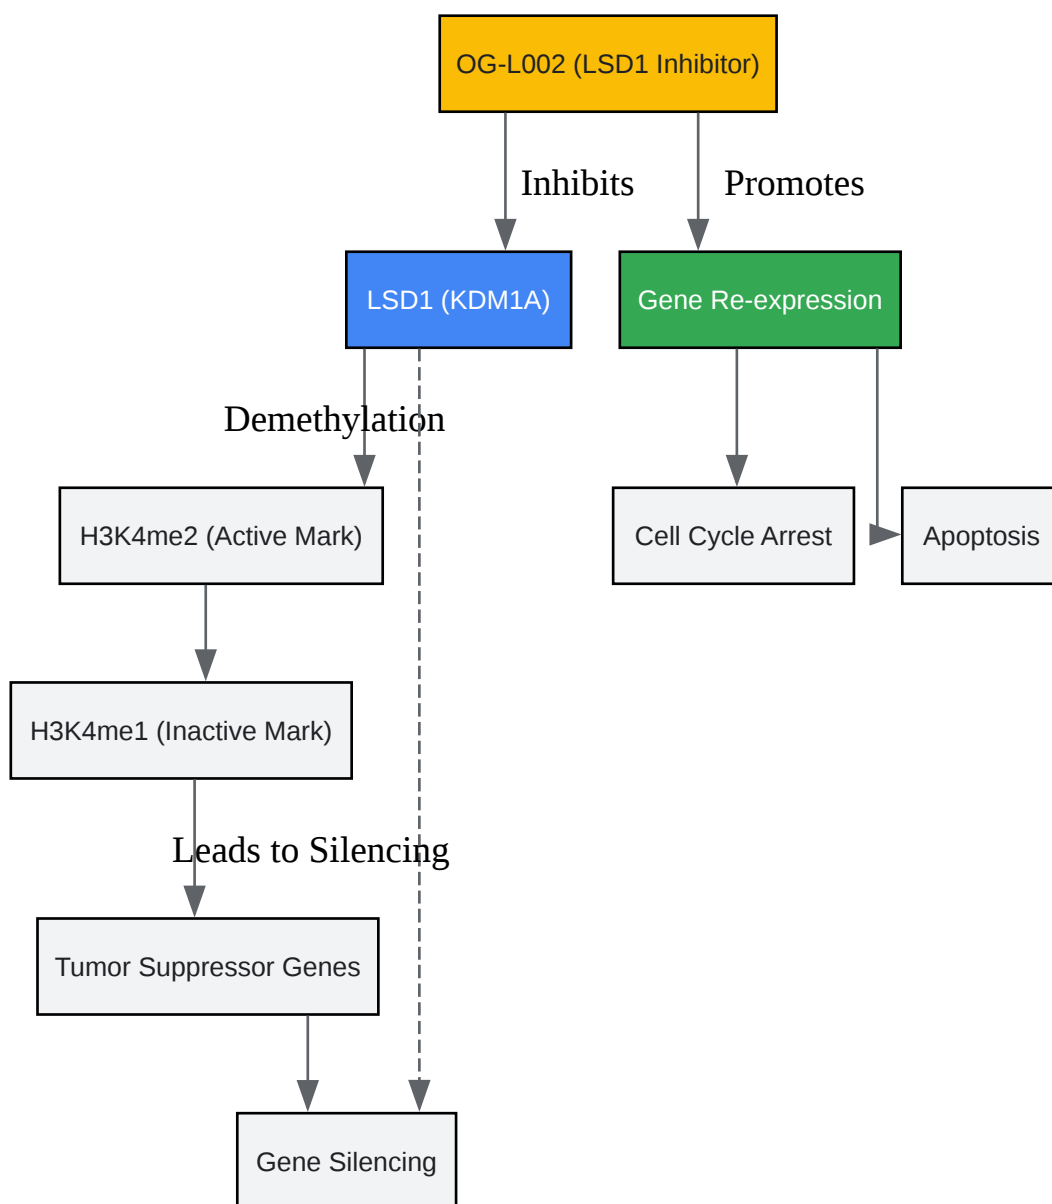 OG-L002 (LSD1 Inhibitor)
Inhibits
Promotes
LSD1 (KDM1A)
Gene Re-expression
Demethylation
H3K4me2 (Active Mark)
Cell Cycle Arrest
Apoptosis
H3K4me1 (Inactive Mark)
Leads to Silencing
Tumor Suppressor Genes
Gene Silencing